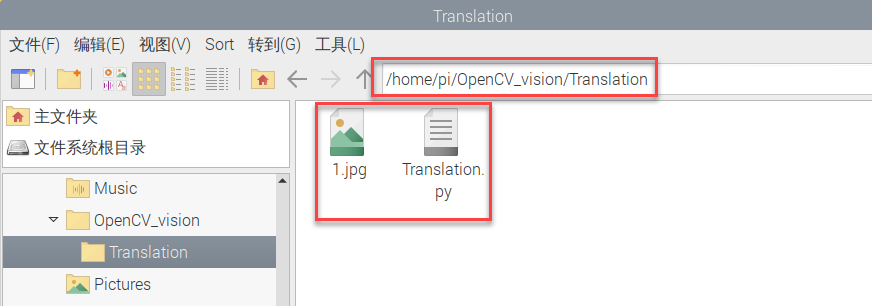 Translation
文件(F) 编辑(E) 视图(V) Sort 转到(G) 工具(L)
/home/pi/OpenCV_vision/Translation
主文件夹
文件系统根目录
Music
OpenCV_vision
Translation
Pictures
1.jpg
Translation.
py